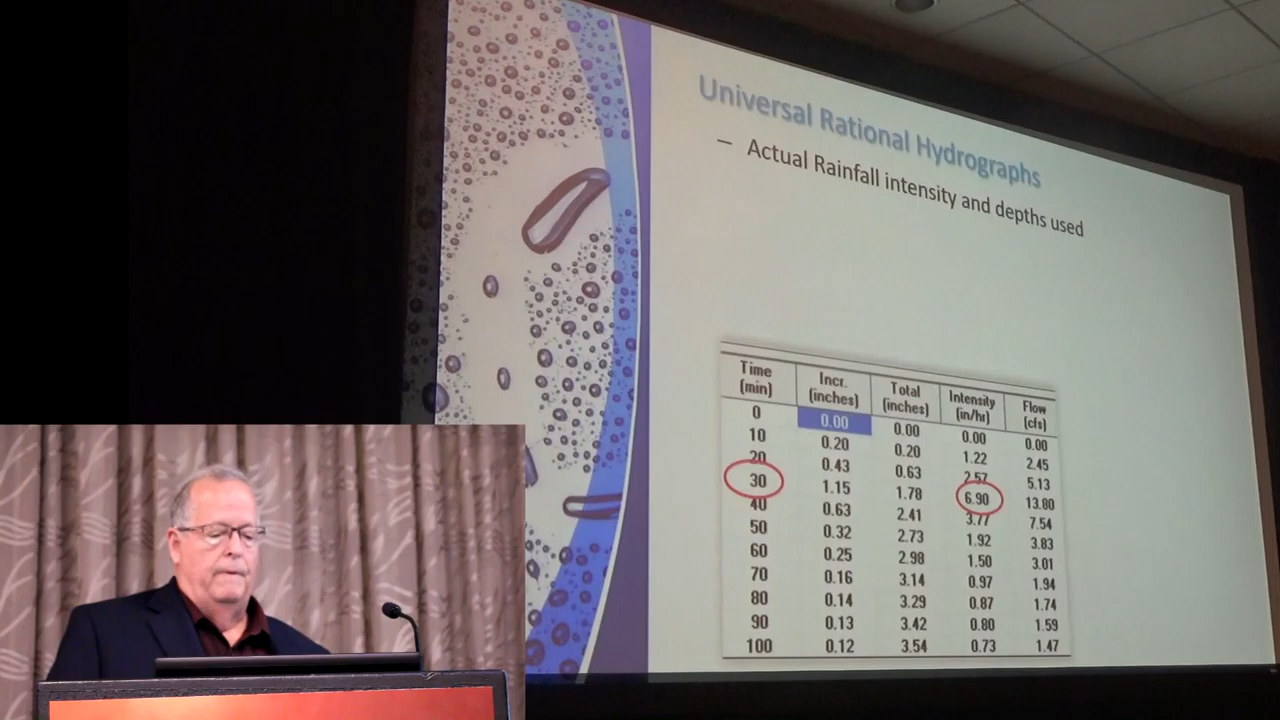 Universal Rational Hydrographs
– Actual Rainfall intensity and depths used
Time (min) Incr. (inches) Total (inches) Intensity (in/hr) Flow (cfs)
0 0.00 0.00 0.00 0.00
10 0.20 0.20 1.22 2.45
20 0.43 0.63 2.57 5.13
30 1.15 1.78 6.90 13.80
40 0.63 2.41 3.77 7.54
50 0.32 2.73 1.92 3.83
60 0.25 2.98 1.50 3.01
70 0.16 3.14 0.97 1.94
80 0.14 3.29 0.87 1.74
90 0.13 3.42 0.80 1.59
100 0.12 3.54 0.73 1.47